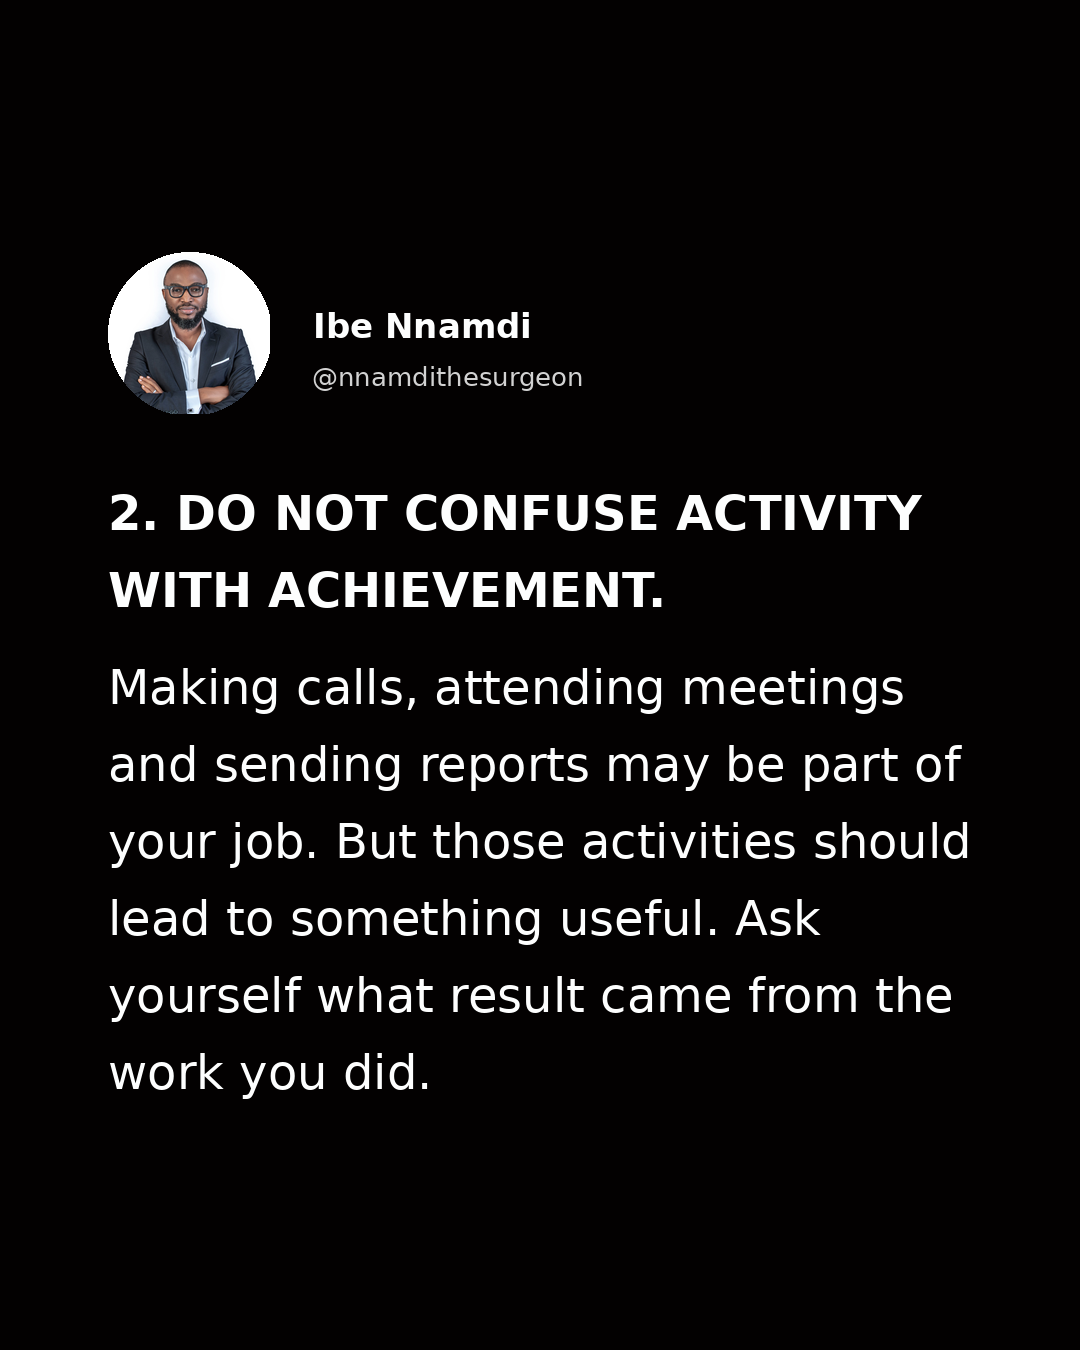 Ibe Nnamdi
@nnamdithesurgeon
2. DO NOT CONFUSE ACTIVITY
WITH ACHIEVEMENT.
Making calls, attending meetings
and sending reports may be part of
your job. But those activities should
lead to something useful. Ask
yourself what result came from the
work you did.